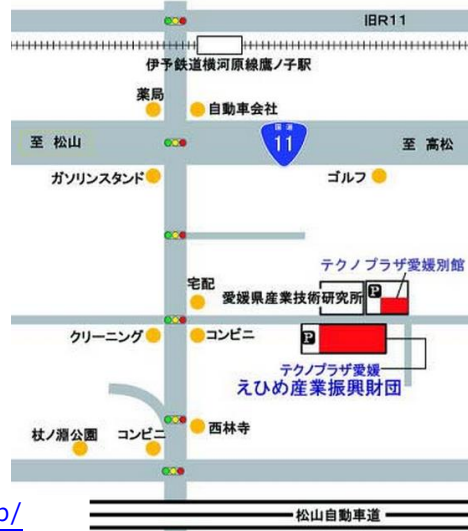 旧R11
伊予鉄道横河原線鷹ノ子駅
薬局
自動車会社
至 松山
国道
11
至 高松
ガソリンスタンド
ゴルフ
テクノプラザ愛媛別館
宅配
愛媛県産業技術研究所
P
クリーニング
コンビニ
P
テクノプラザ愛媛
えひめ産業振興財団
西林寺
杖ノ淵公園
コンビニ
p/
松山自動車道